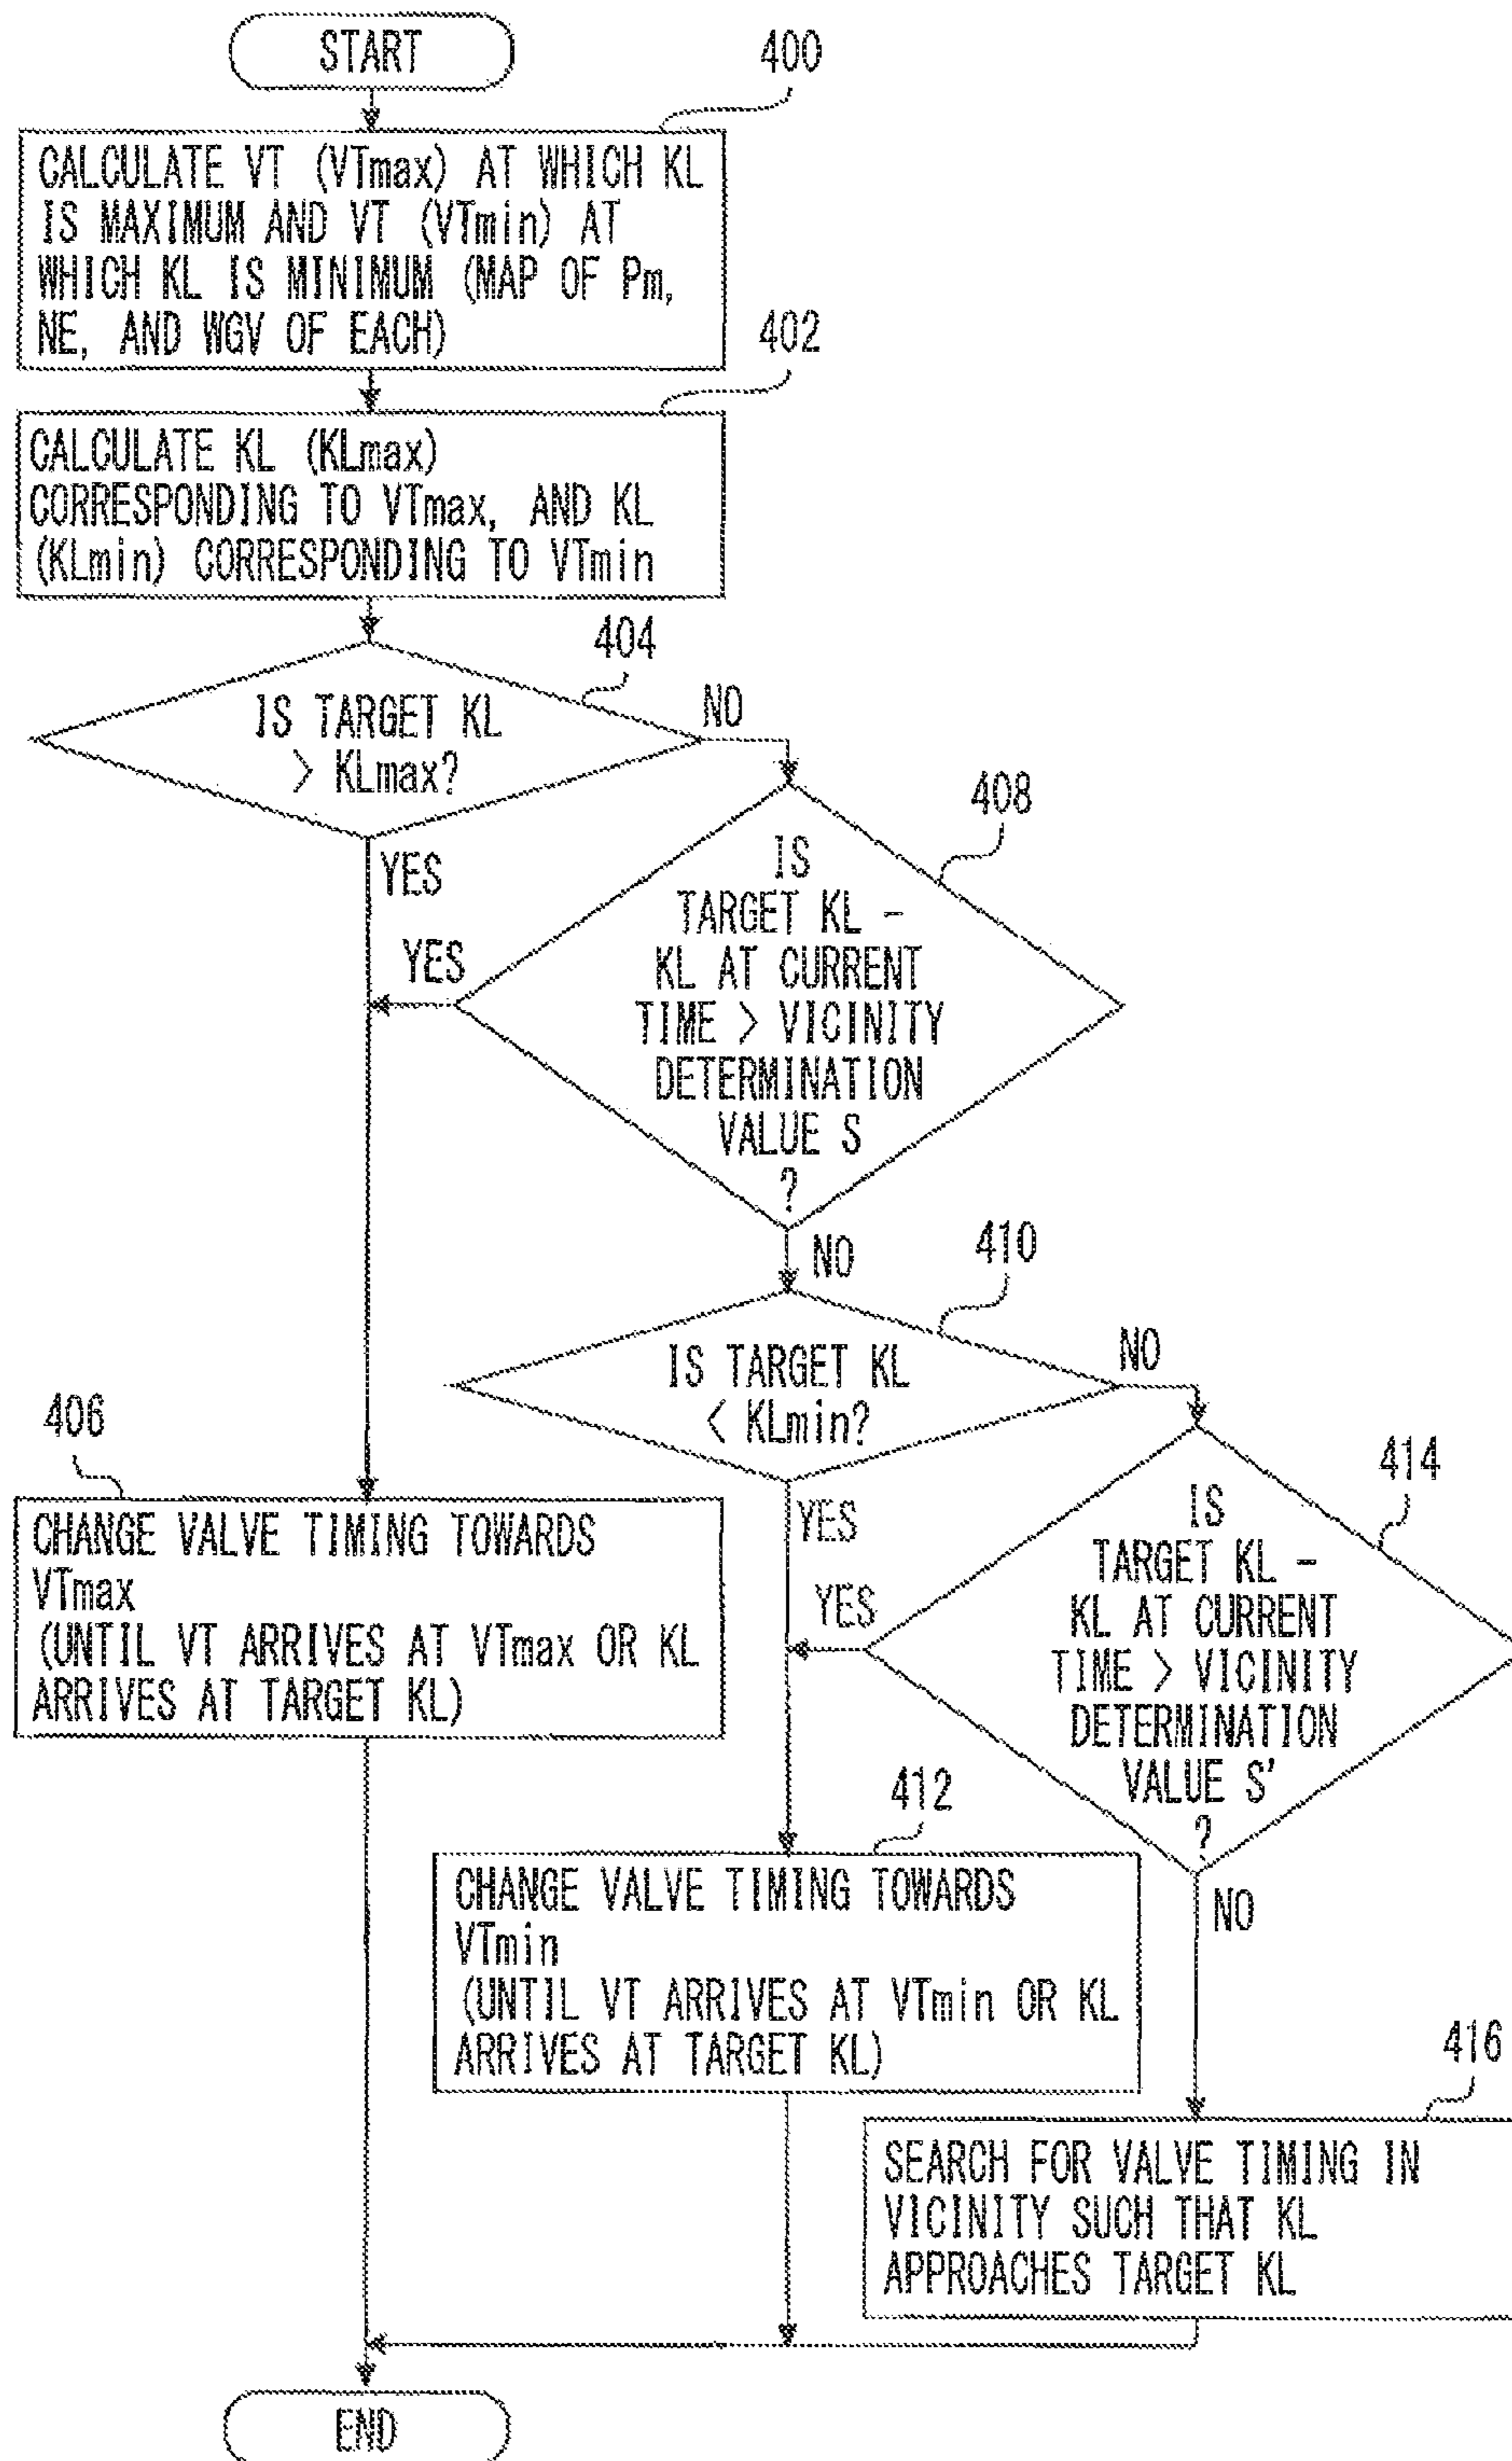 START
400
CALCULATE VT (VTmax) AT WHICH KL
IS MAXIMUM AND VT (VTmin) AT
WHICH KL IS MINIMUM (MAP OF Pm,
NE, AND WGV OF EACH)
402
CALCULATE KL (KLmax)
CORRESPONDING TO VTmax, AND KL
(KLmin) CORRESPONDING TO VTmin
404
IS TARGET KL
> KLmax?
NO
YES
408
IS
TARGET KL -
KL AT CURRENT
TIME > VICINITY
DETERMINATION
VALUE S
?
YES
NO
410
IS TARGET KL
< KLmin?
NO
YES
406
CHANGE VALVE TIMING TOWARDS
VTmax
(UNTIL VT ARRIVES AT VTmax OR KL
ARRIVES AT TARGET KL)
414
IS
TARGET KL -
KL AT CURRENT
TIME > VICINITY
DETERMINATION
VALUE S'
?
YES
NO
412
CHANGE VALVE TIMING TOWARDS
VTmin
(UNTIL VT ARRIVES AT VTmin OR KL
ARRIVES AT TARGET KL)
416
SEARCH FOR VALVE TIMING IN
VICINITY SUCH THAT KL
APPROACHES TARGET KL
END